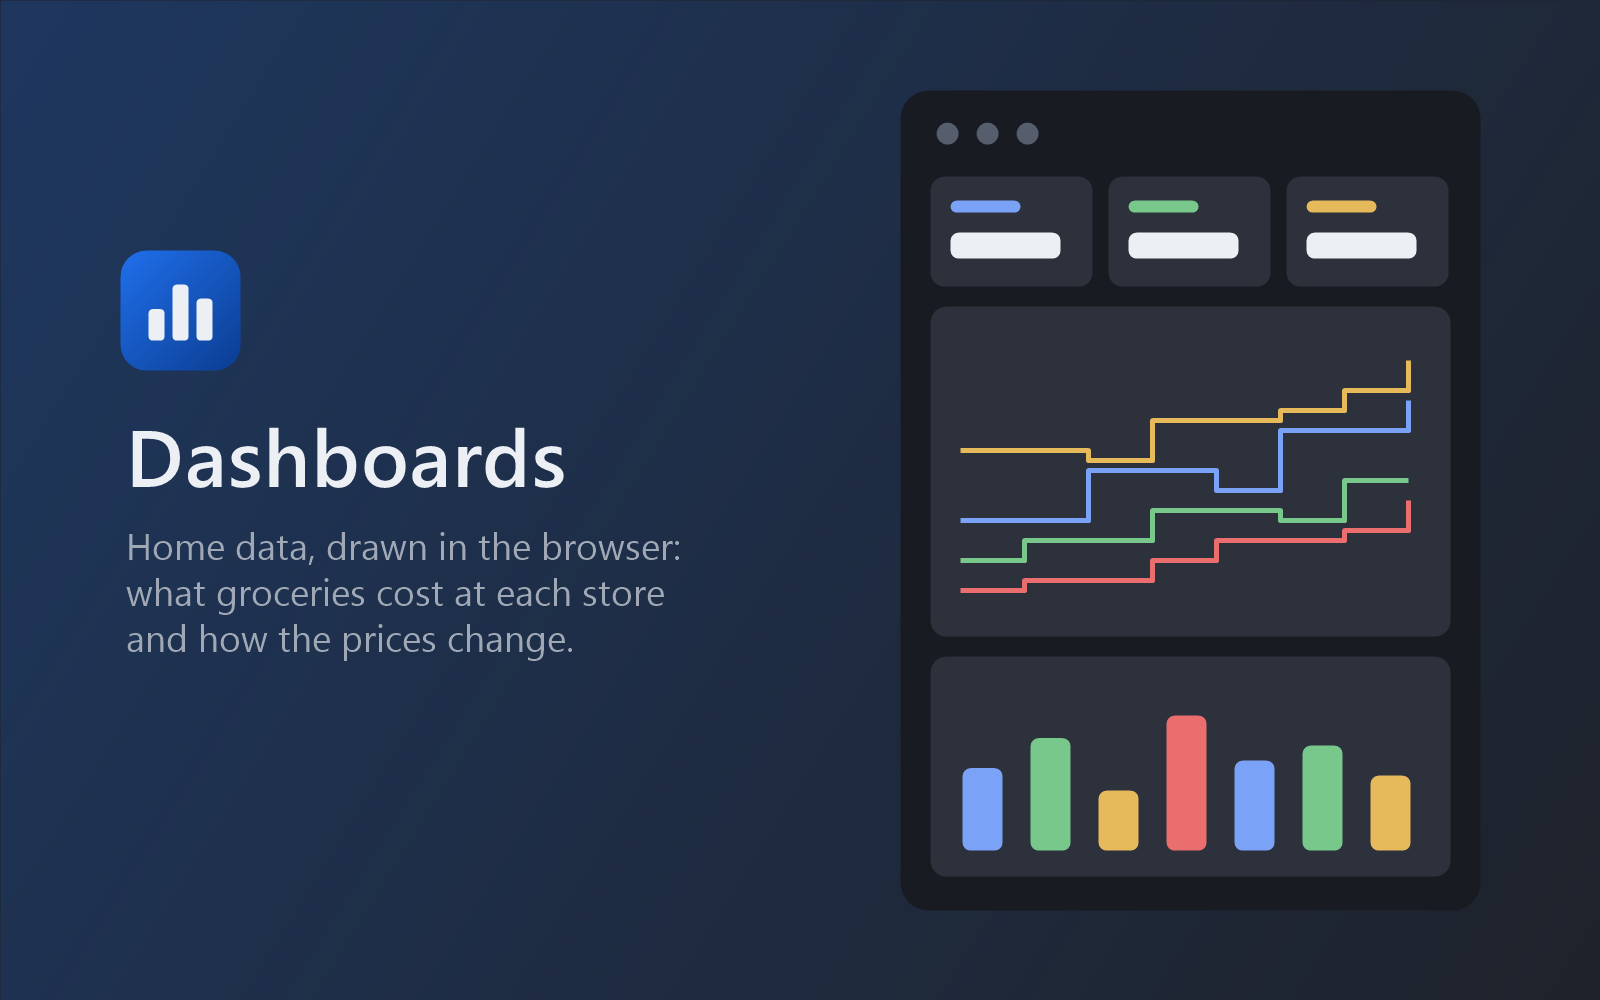 Dashboards
Home data, drawn in the browser:
what groceries cost at each store
and how the prices change.